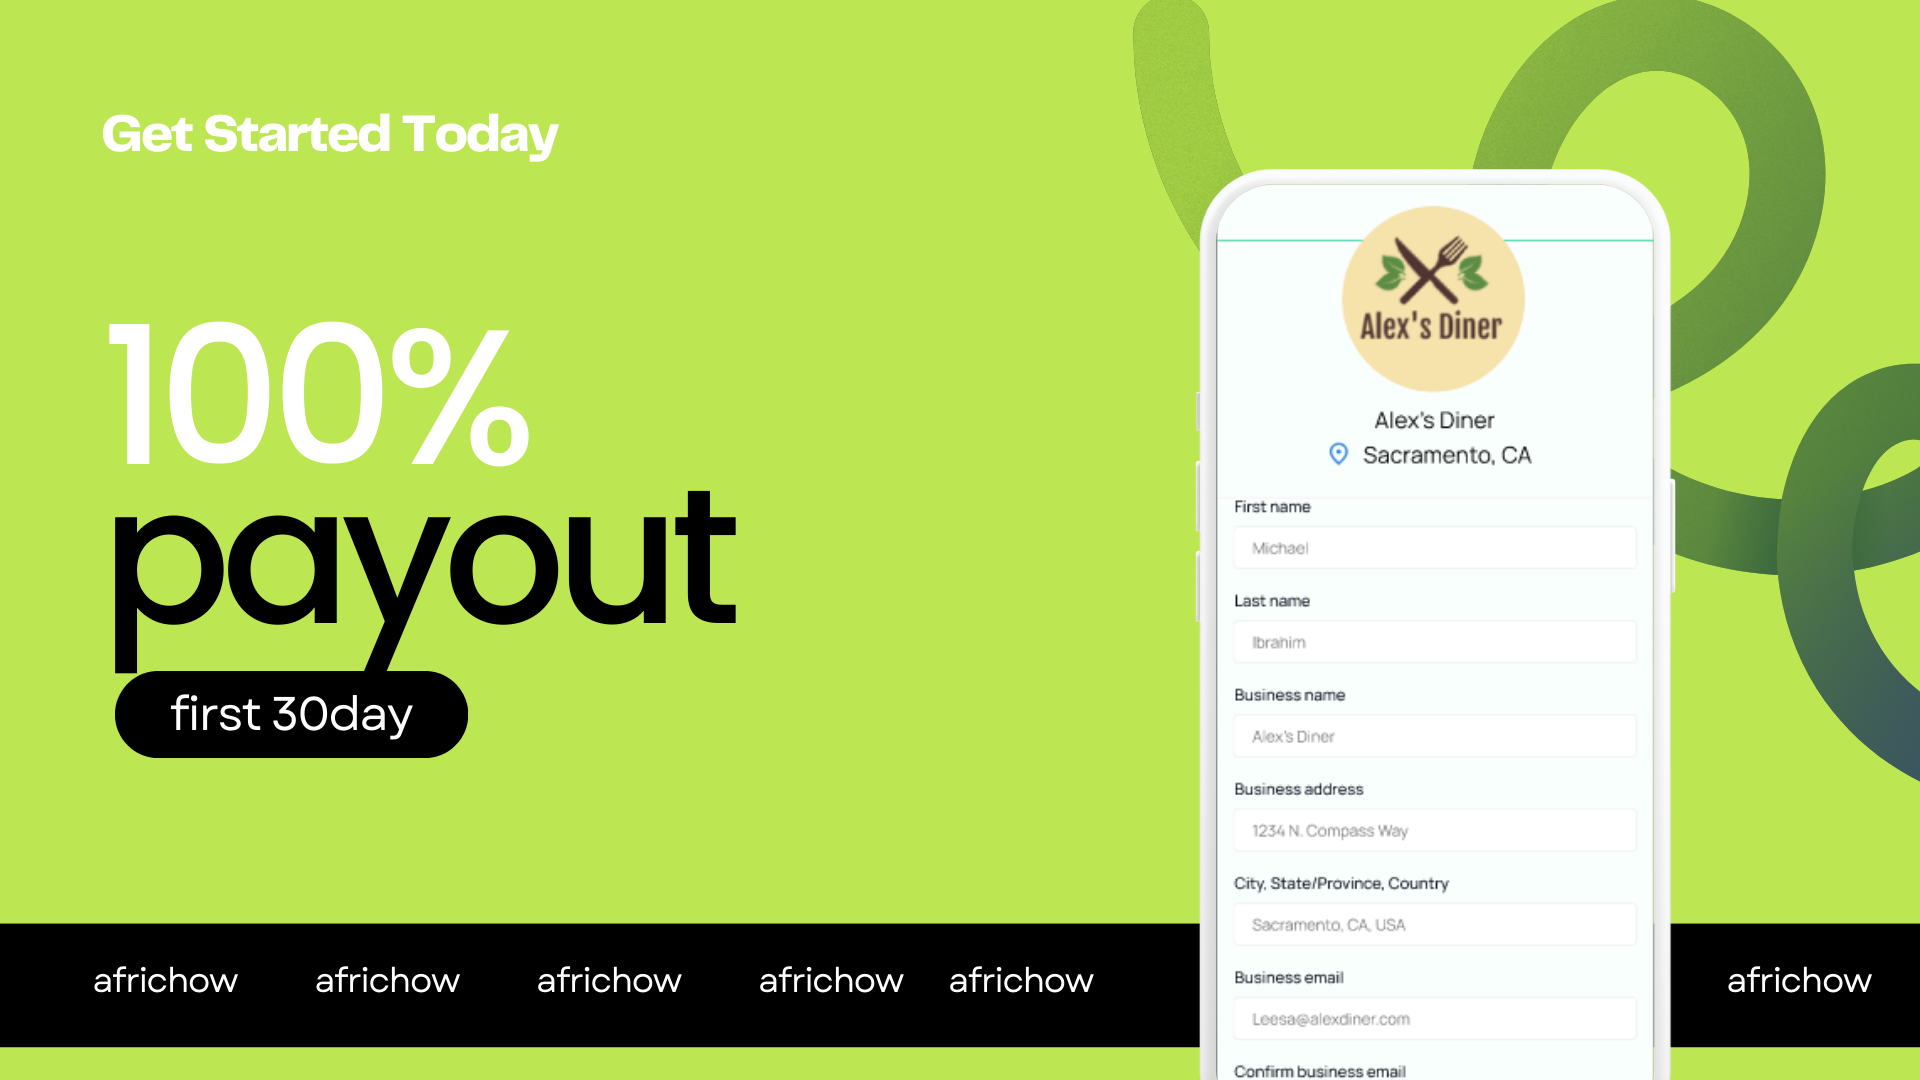 Get Started Today
100%
payout
first 30day
Alex's Diner
Alex's Diner
Sacramento, CA
First name
Michael
Last name
Ibrahim
Business name
Alex's Diner
Business address
1234 N. Compass Way
City, State/Province, Country
Sacramento, CA, USA
Business email
Leesa@alexdiner.com
Confirm business email
africhow africhow africhow africhow africhow africhow